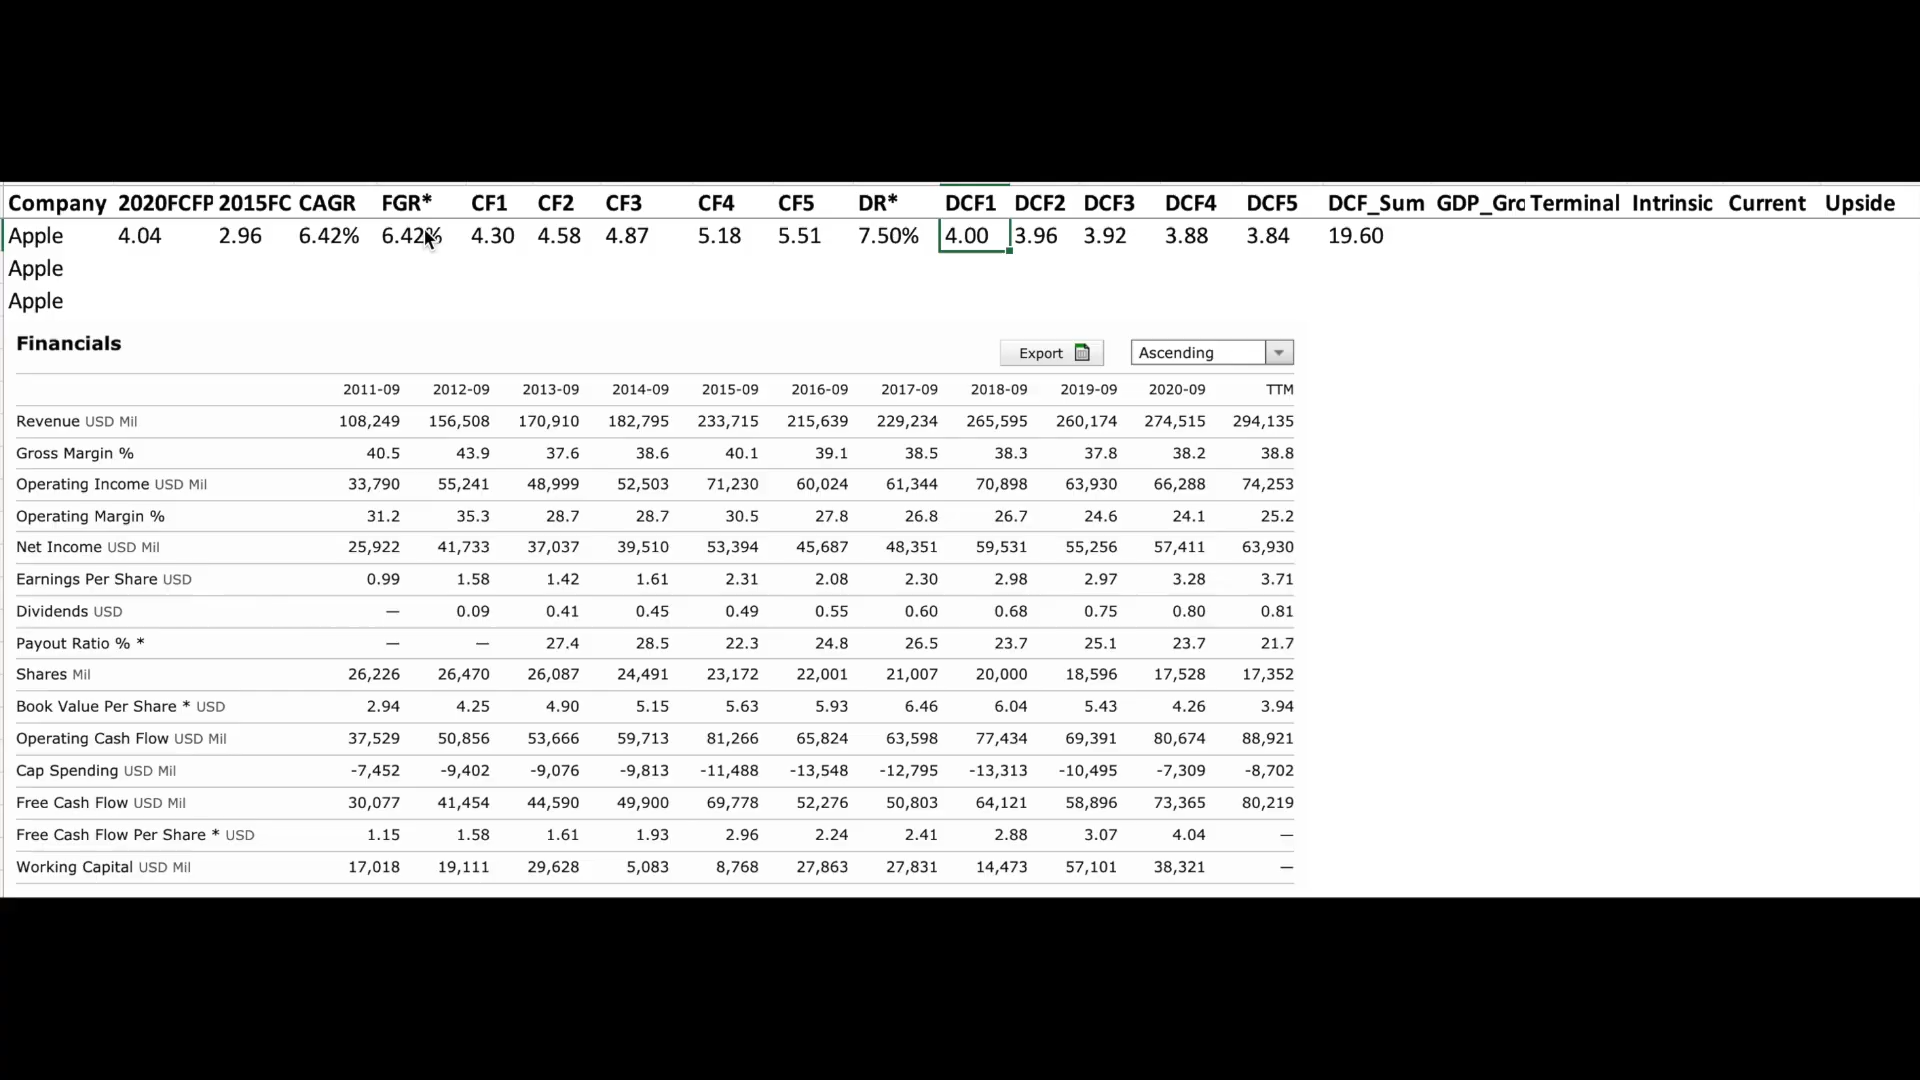 Company 2020FCFP 2015FC CAGR FGR* CF1 CF2 CF3 CF4 CF5 DR* DCF1 DCF2 DCF3 DCF4 DCF5 DCF_Sum GDP_Gro Terminal Intrinsic Current Upside
Apple 4.04 2.96 6.42% 6.42% 4.30 4.58 4.87 5.18 5.51 7.50% 4.00 3.96 3.92 3.88 3.84 19.60
Apple
Apple
Financials Export Ascending
2011-09 2012-09 2013-09 2014-09 2015-09 2016-09 2017-09 2018-09 2019-09 2020-09 TTM
Revenue USD Mil 108,249 156,508 170,910 182,795 233,715 215,639 229,234 265,595 260,174 274,515 294,135
Gross Margin % 40.5 43.9 37.6 38.6 40.1 39.1 38.5 38.3 37.8 38.2 38.8
Operating Income USD Mil 33,790 55,241 48,999 52,503 71,230 60,024 61,344 70,898 63,930 66,288 74,253
Operating Margin % 31.2 35.3 28.7 28.7 30.5 27.8 26.8 26.7 24.6 24.1 25.2
Net Income USD Mil 25,922 41,733 37,037 39,510 53,394 45,687 48,351 59,531 55,256 57,411 63,930
Earnings Per Share USD 0.99 1.58 1.42 1.61 2.31 2.08 2.30 2.98 2.97 3.28 3.71
Dividends USD — 0.09 0.41 0.45 0.49 0.55 0.60 0.68 0.75 0.80 0.81
Payout Ratio % * — — 27.4 28.5 22.3 24.8 26.5 23.7 25.1 23.7 21.7
Shares Mil 26,226 26,470 26,087 24,491 23,172 22,001 21,007 20,000 18,596 17,528 17,352
Book Value Per Share * USD 2.94 4.25 4.90 5.15 5.63 5.93 6.46 6.04 5.43 4.26 3.94
Operating Cash Flow USD Mil 37,529 50,856 53,666 59,713 81,266 65,824 63,598 77,434 69,391 80,674 88,921
Cap Spending USD Mil -7,452 -9,402 -9,076 -9,813 -11,488 -13,548 -12,795 -13,313 -10,495 -7,309 -8,702
Free Cash Flow USD Mil 30,077 41,454 44,590 49,900 69,778 52,276 50,803 64,121 58,896 73,365 80,219
Free Cash Flow Per Share * USD 1.15 1.58 1.61 1.93 2.96 2.24 2.41 2.88 3.07 4.04 —
Working Capital USD Mil 17,018 19,111 29,628 5,083 8,768 27,863 27,831 14,473 57,101 38,321 —